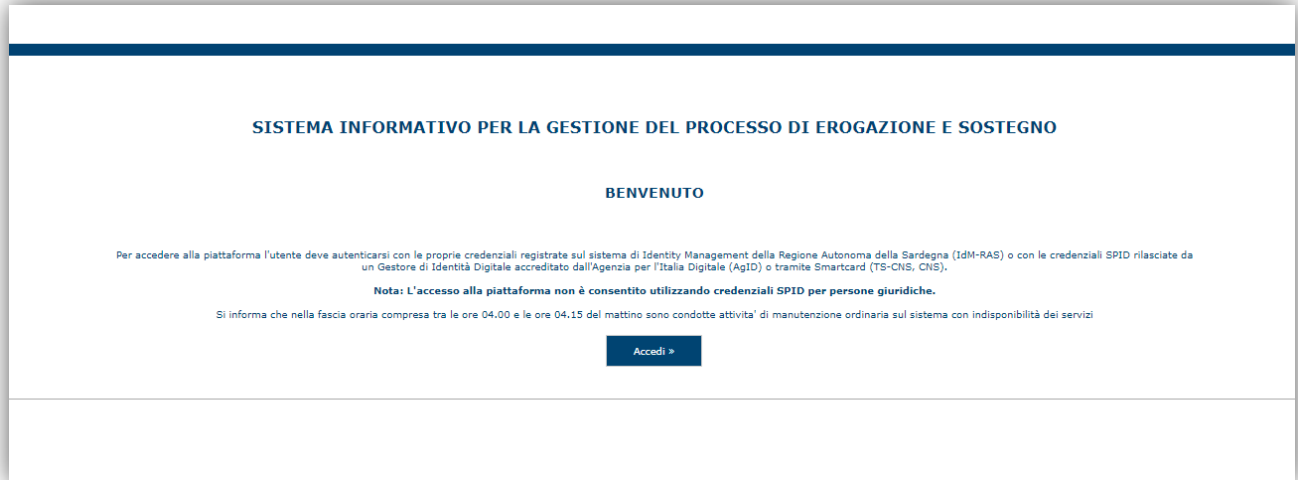 SISTEMA INFORMATIVO PER LA GESTIONE DEL PROCESSO DI EROGAZIONE E SOSTEGNO
BENVENUTO
Per accedere alla piattaforma l'utente deve autenticarsi con le proprie credenziali registrate sul sistema di Identity Management della Regione Autonoma della Sardegna (IdM-RAS) o con le credenziali SPID rilasciate da
un Gestore di Identità Digitale accreditato dall'Agenzia per l'Italia Digitale (AgID) o tramite Smartcard (TS-CNS, CNS).
Nota: L'accesso alla piattaforma non è consentito utilizzando credenziali SPID per persone giuridiche.
Si informa che nella fascia oraria compresa tra le ore 04.00 e le ore 04.15 del mattino sono condotte attivita' di manutenzione ordinaria sul sistema con indisponibilità dei servizi
Accedi »